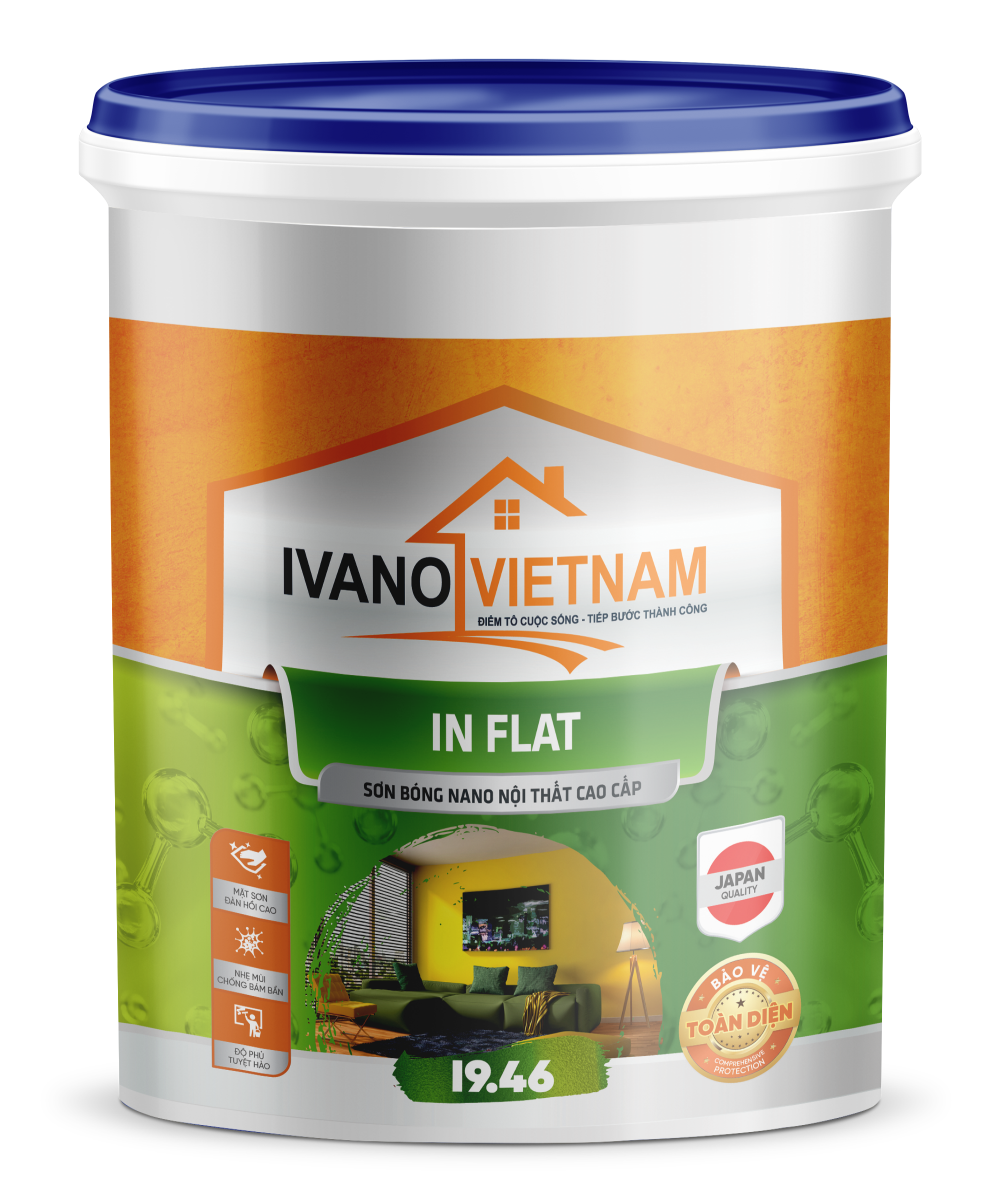 IVANO VIETNAM
ĐIỂM TÔ CUỘC SỐNG - TIẾP BƯỚC THÀNH CÔNG
IN FLAT
SƠN BÓNG NANO NỘI THẤT CAO CẤP
MẶT SƠN
ĐÀN HỒI CAO
NHẸ MÙI
CHỐNG BÁM BẨN
ĐỘ PHỦ
TUYỆT HẢO
JAPAN
QUALITY
BẢO VỆ
TOÀN DIỆN
COMPREHENSIVE
PROTECTION
I9.46